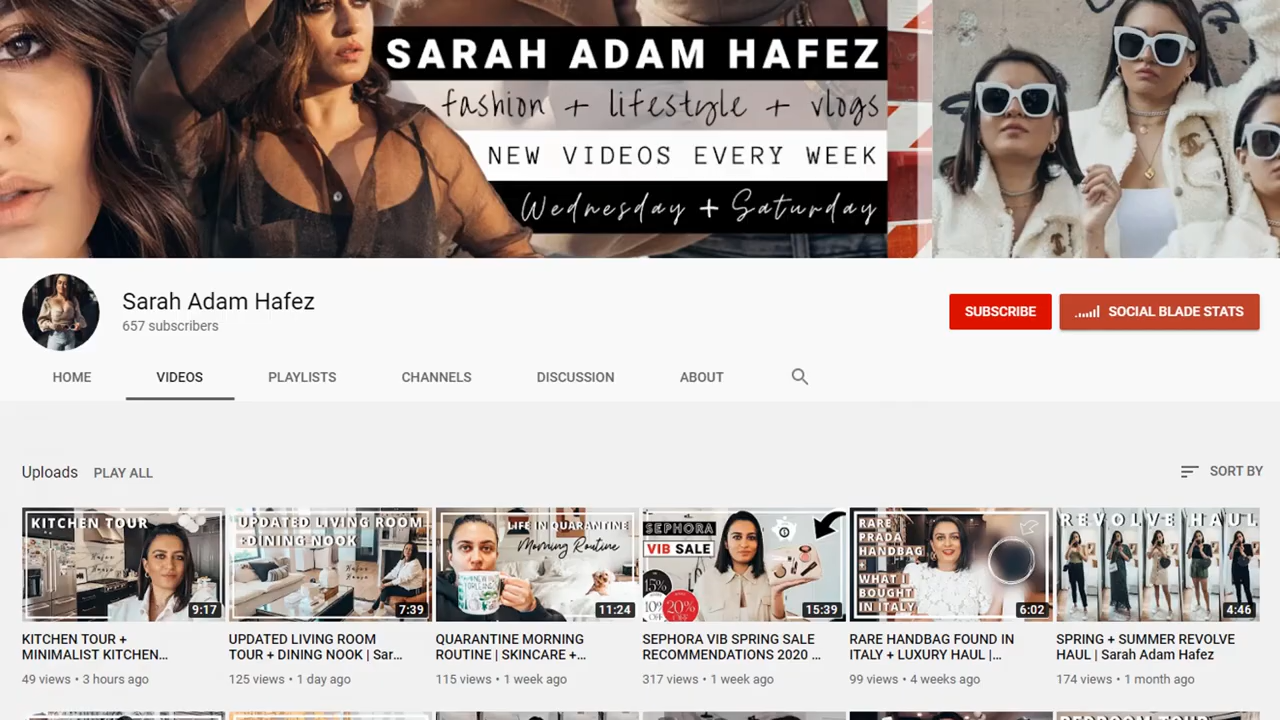 SARAH ADAM HAFEZ
fashion + lifestyle + vlogs
NEW VIDEOS EVERY WEEK
Wednesday + Saturday
Sarah Adam Hafez
657 subscribers
SUBSCRIBE
SOCIAL BLADE STATS
HOME
VIDEOS
PLAYLISTS
CHANNELS
DISCUSSION
ABOUT
Uploads
PLAY ALL
SORT BY
KITCHEN TOUR
9:17
KITCHEN TOUR +
MINIMALIST KITCHEN...
49 views • 3 hours ago
UPDATED LIVING ROOM
+DINING NOOK
7:39
UPDATED LIVING ROOM
TOUR + DINING NOOK | Sar...
125 views • 1 day ago
LIFE IN QUARANTINE
Morning Routine
11:24
QUARANTINE MORNING
ROUTINE | SKINCARE +...
115 views • 1 week ago
SEPHORA
VIB SALE
15%
10%
20%
OFF
15:39
SEPHORA VIB SPRING SALE
RECOMMENDATIONS 2020 ...
317 views • 1 week ago
RARE
PRADA
HANDBAG
+
WHAT I
BOUGHT
IN ITALY
6:02
RARE HANDBAG FOUND IN
ITALY + LUXURY HAUL |...
99 views • 4 weeks ago
REVOLVE HAUL
4:46
SPRING + SUMMER REVOLVE
HAUL | Sarah Adam Hafez
174 views • 1 month ago